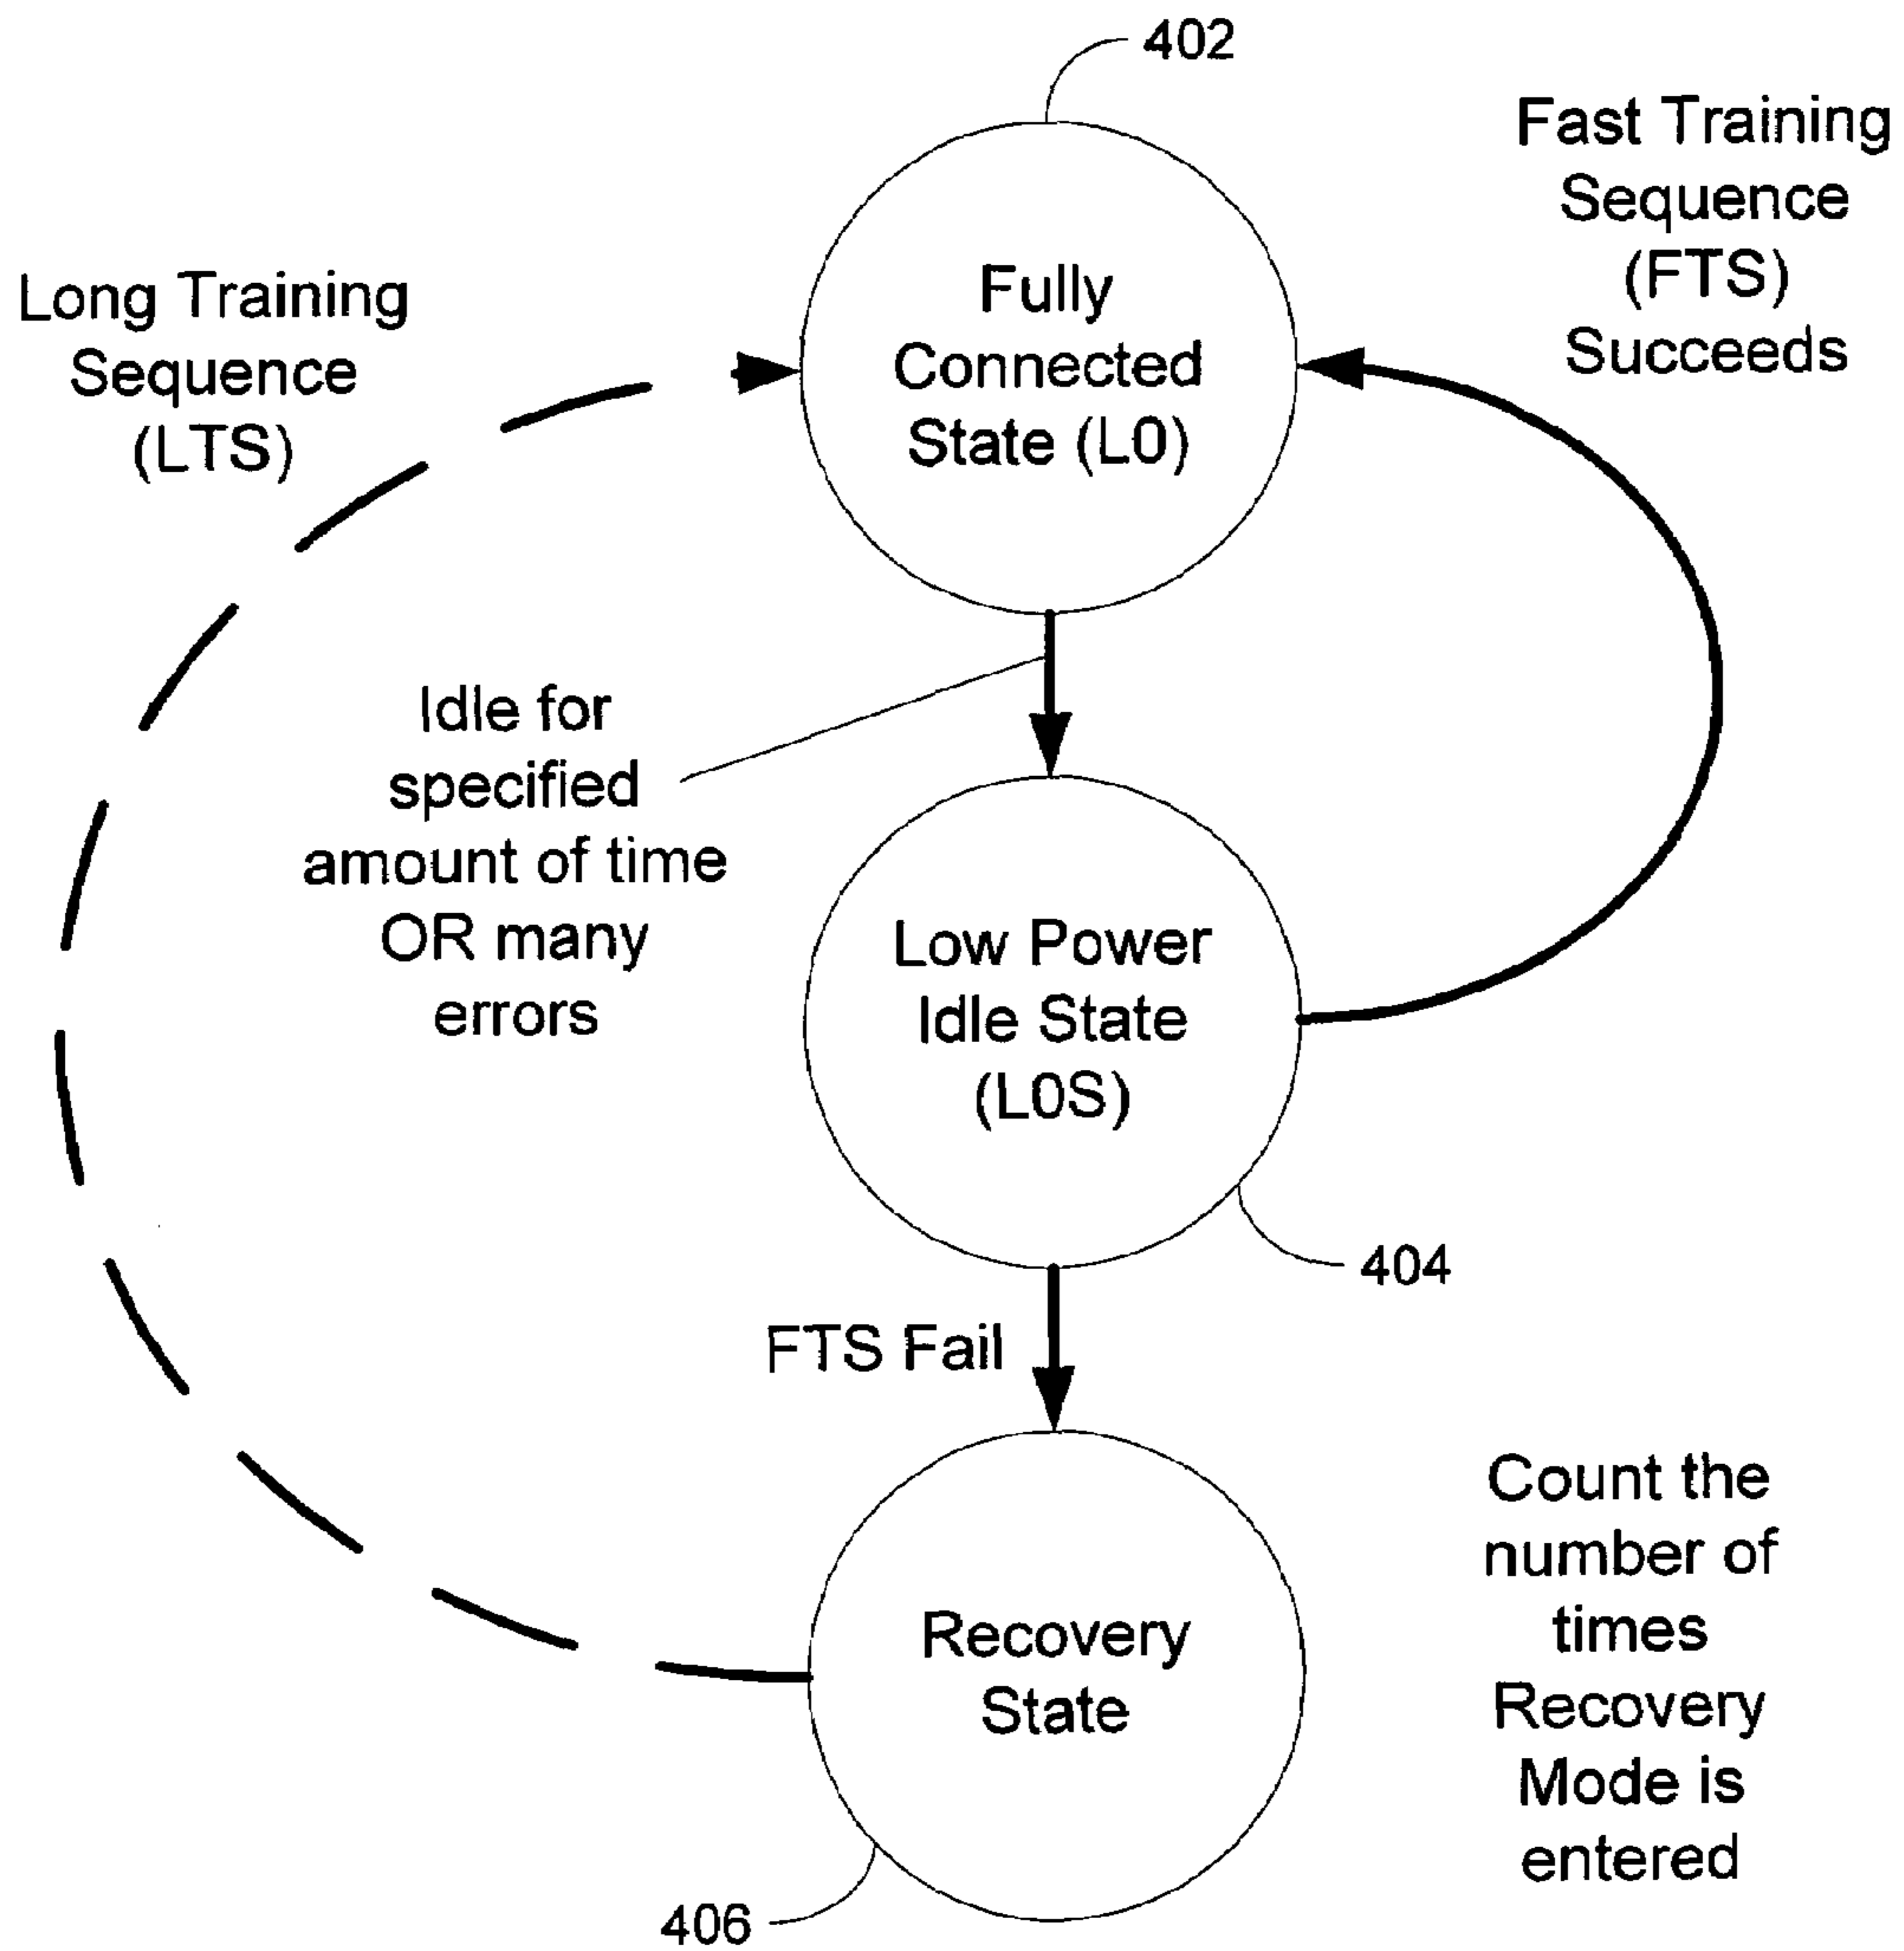 402
Fast Training
Sequence
(FTS)
Succeeds
Long Training
Sequence
(LTS)
Fully
Connected
State (L0)
Idle for
specified
amount of time
OR many
errors
Low Power
Idle State
(L0S)
404
FTS Fail
Recovery
State
Count the
number of
times
Recovery
Mode is
entered
406